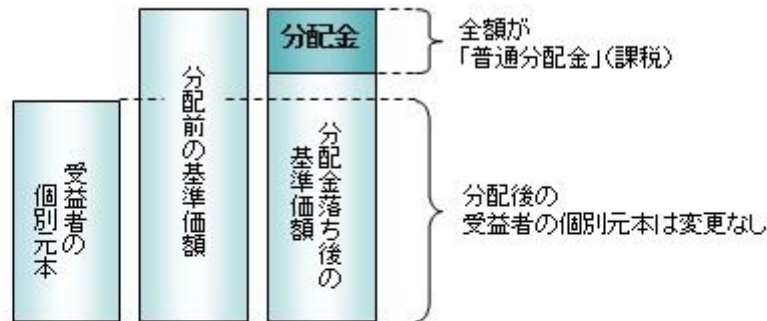 受益者の
個別元本
分配前の基準価額
分配金
分配金落ち後の
基準価額
全額が
「普通分配金」(課税)
分配後の
受益者の個別元本は変更なし